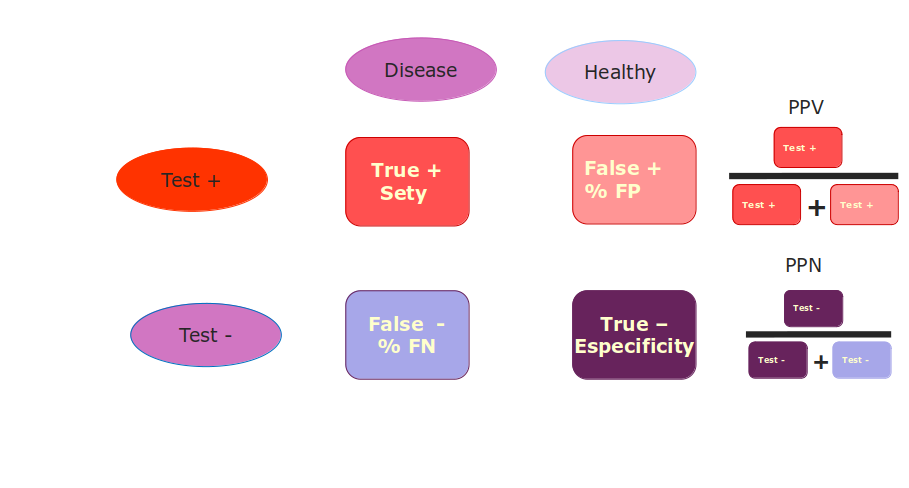 Disease
Healthy
PPV
Test +
True +
Sety
False +
% FP
Test +
Test +
+
Test +
PPN
Test -
False  -
% FN
True –
Especificity
Test -
Test -
+
Test -